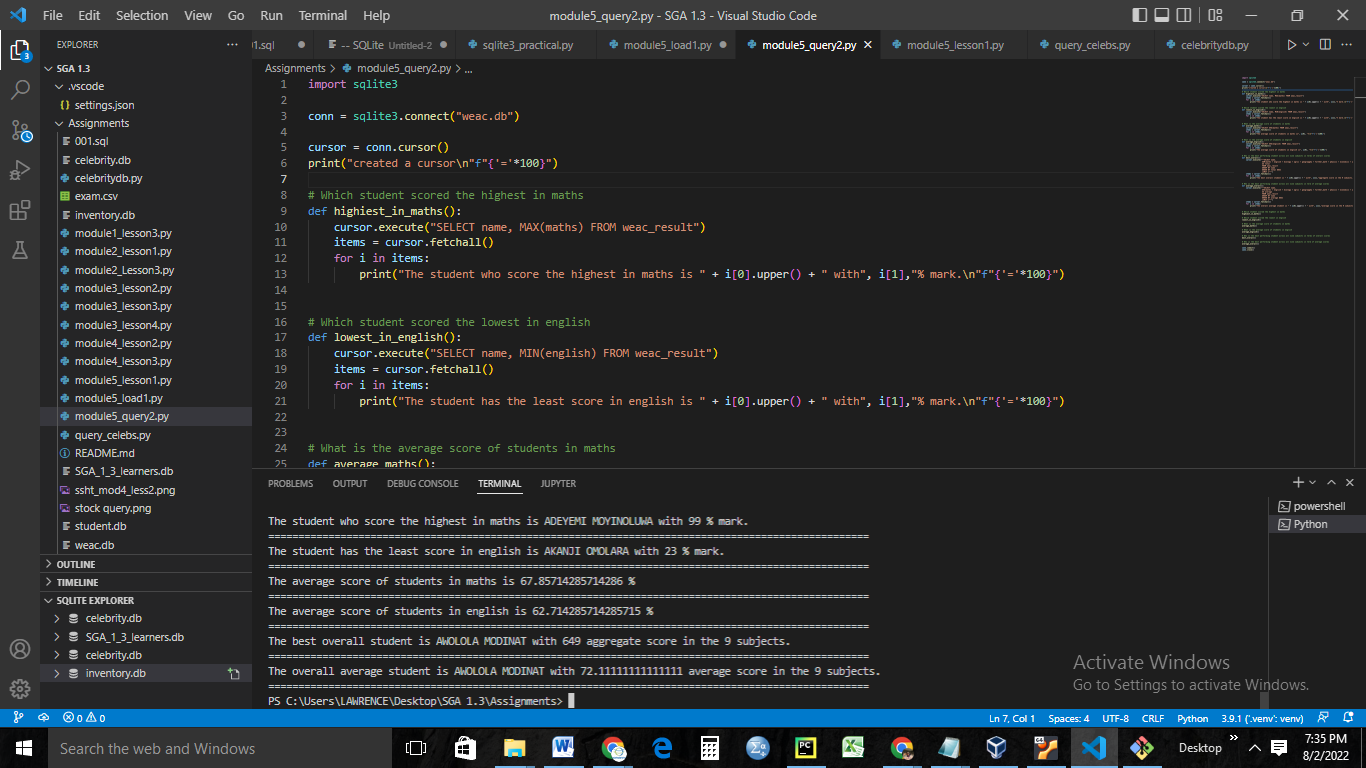 File Edit Selection View Go Run Terminal Help module5_query2.py - SGA 1.3 - Visual Studio Code
EXPLORER
SGA 1.3
.vscode
settings.json
Assignments
001.sql
celebrity.db
celebritydb.py
exam.csv
inventory.db
module1_lesson3.py
module2_lesson1.py
module2_Lesson3.py
module3_lesson2.py
module3_lesson3.py
module3_lesson4.py
module4_lesson2.py
module4_lesson3.py
module5_lesson1.py
module5_load1.py
module5_query2.py
query_celebs.py
README.md
SGA_1_3_learners.db
ssht_mod4_less2.png
stock query.png
student.db
weac.db
OUTLINE
TIMELINE
SQLITE EXPLORER
celebrity.db
SGA_1_3_learners.db
celebrity.db
inventory.db
01.sql -- SQLite Untitled-2 sqlite3_practical.py module5_load1.py module5_query2.py module5_lesson1.py query_celebs.py celebritydb.py
Assignments > module5_query2.py > ...
1 import sqlite3
2
3 conn = sqlite3.connect("weac.db")
4
5 cursor = conn.cursor()
6 print("created a cursor\n"f"{'='*100}")
7
8 # Which student scored the highest in maths
9 def highiest_in_maths():
10 cursor.execute("SELECT name, MAX(maths) FROM weac_result")
11 items = cursor.fetchall()
12 for i in items:
13 print("The student who score the highest in maths is " + i[0].upper() + " with", i[1],"% mark.\n"f"{'='*100}")
14
15
16 # Which student scored the lowest in english
17 def lowest_in_english():
18 cursor.execute("SELECT name, MIN(english) FROM weac_result")
19 items = cursor.fetchall()
20 for i in items:
21 print("The student has the least score in english is " + i[0].upper() + " with", i[1],"% mark.\n"f"{'='*100}")
22
23
24 # What is the average score of students in maths
25 def average_maths():
PROBLEMS OUTPUT DEBUG CONSOLE TERMINAL JUPYTER
The student who score the highest in maths is ADEYEMI MOYINOLUWA with 99 % mark.
====================================================================================================
The student has the least score in english is AKANJI OMOLARA with 23 % mark.
====================================================================================================
The average score of students in maths is 67.85714285714286 %
====================================================================================================
The average score of students in english is 62.714285714285715 %
====================================================================================================
The best overall student is AWOLOLA MODINAT with 649 aggregate score in the 9 subjects.
====================================================================================================
The overall average student is AWOLOLA MODINAT with 72.11111111111111 average score in the 9 subjects.
====================================================================================================
PS C:\Users\LAWRENCE\Desktop\SGA 1.3\Assignments>
powershell
Python
Activate Windows
Go to Settings to activate Windows.
0 0 Ln 7, Col 1 Spaces: 4 UTF-8 CRLF Python 3.9.1 ('.venv': venv)
Search the web and Windows Desktop 7:35 PM
8/2/2022